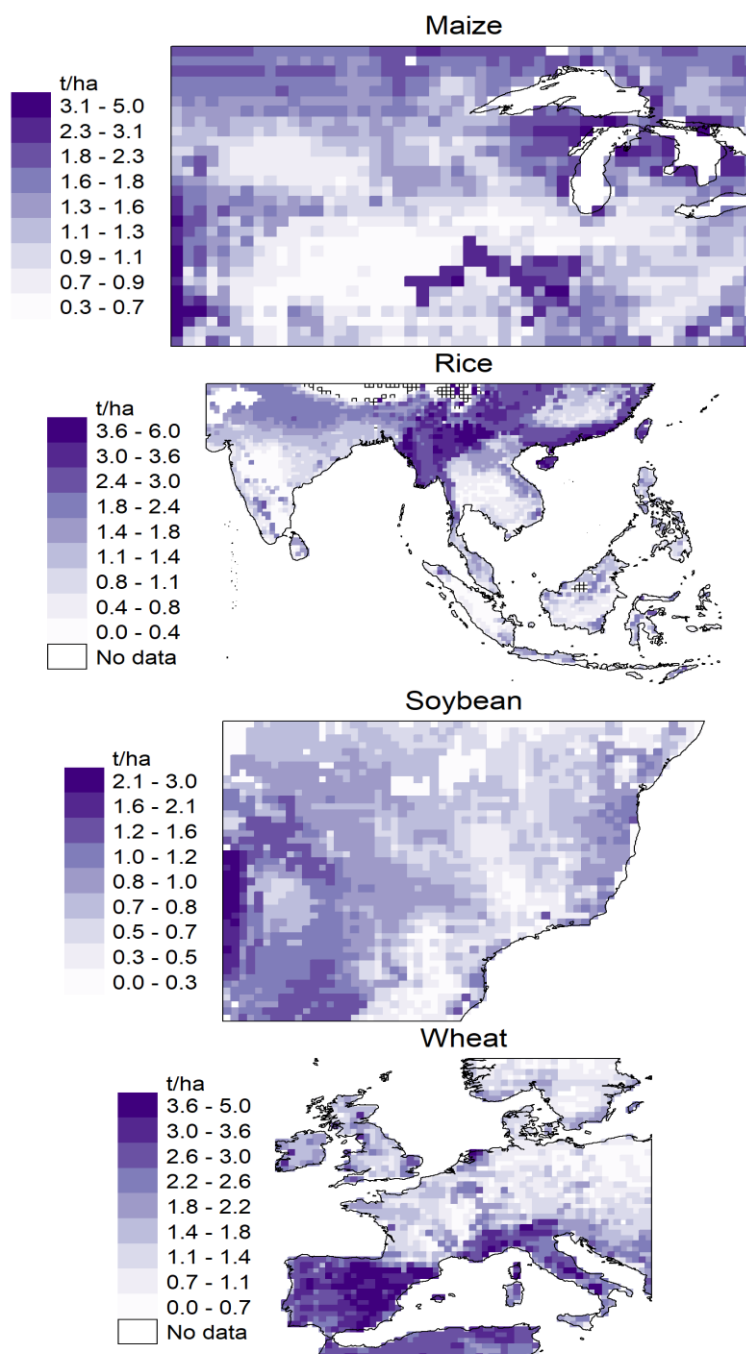 Maize
t/ha
3.1 - 5.0
2.3 - 3.1
1.8 - 2.3
1.6 - 1.8
1.3 - 1.6
1.1 - 1.3
0.9 - 1.1
0.7 - 0.9
0.3 - 0.7
Rice
t/ha
3.6 - 6.0
3.0 - 3.6
2.4 - 3.0
1.8 - 2.4
1.4 - 1.8
1.1 - 1.4
0.8 - 1.1
0.4 - 0.8
0.0 - 0.4
No data
Soybean
t/ha
2.1 - 3.0
1.6 - 2.1
1.2 - 1.6
1.0 - 1.2
0.8 - 1.0
0.7 - 0.8
0.5 - 0.7
0.3 - 0.5
0.0 - 0.3
Wheat
t/ha
3.6 - 5.0
3.0 - 3.6
2.6 - 3.0
2.2 - 2.6
1.8 - 2.2
1.4 - 1.8
1.1 - 1.4
0.7 - 1.1
0.0 - 0.7
No data